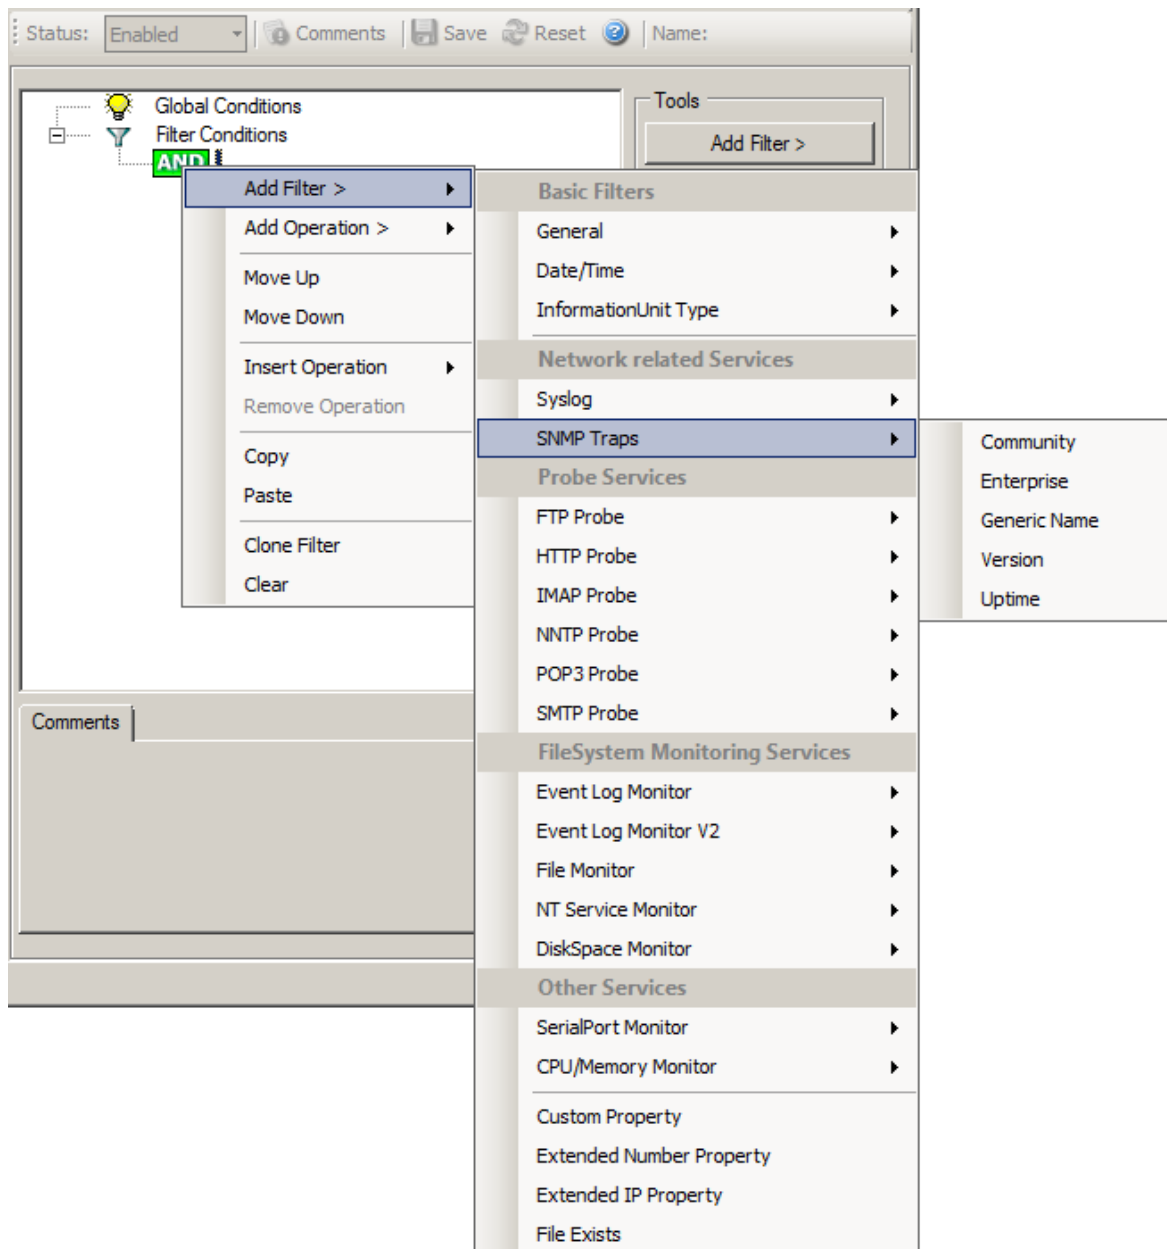 Status: Enabled Comments Save Reset Name:
Global Conditions
Filter Conditions
AND
Tools
Add Filter >
Add Filter >
Add Operation >
Move Up
Move Down
Insert Operation
Remove Operation
Copy
Paste
Clone Filter
Clear
Basic Filters
General
Date/Time
InformationUnit Type
Network related Services
Syslog
SNMP Traps
Probe Services
FTP Probe
HTTP Probe
IMAP Probe
NNTP Probe
POP3 Probe
SMTP Probe
FileSystem Monitoring Services
Event Log Monitor
Event Log Monitor V2
File Monitor
NT Service Monitor
DiskSpace Monitor
Other Services
SerialPort Monitor
CPU/Memory Monitor
Custom Property
Extended Number Property
Extended IP Property
File Exists
Community
Enterprise
Generic Name
Version
Uptime
Comments